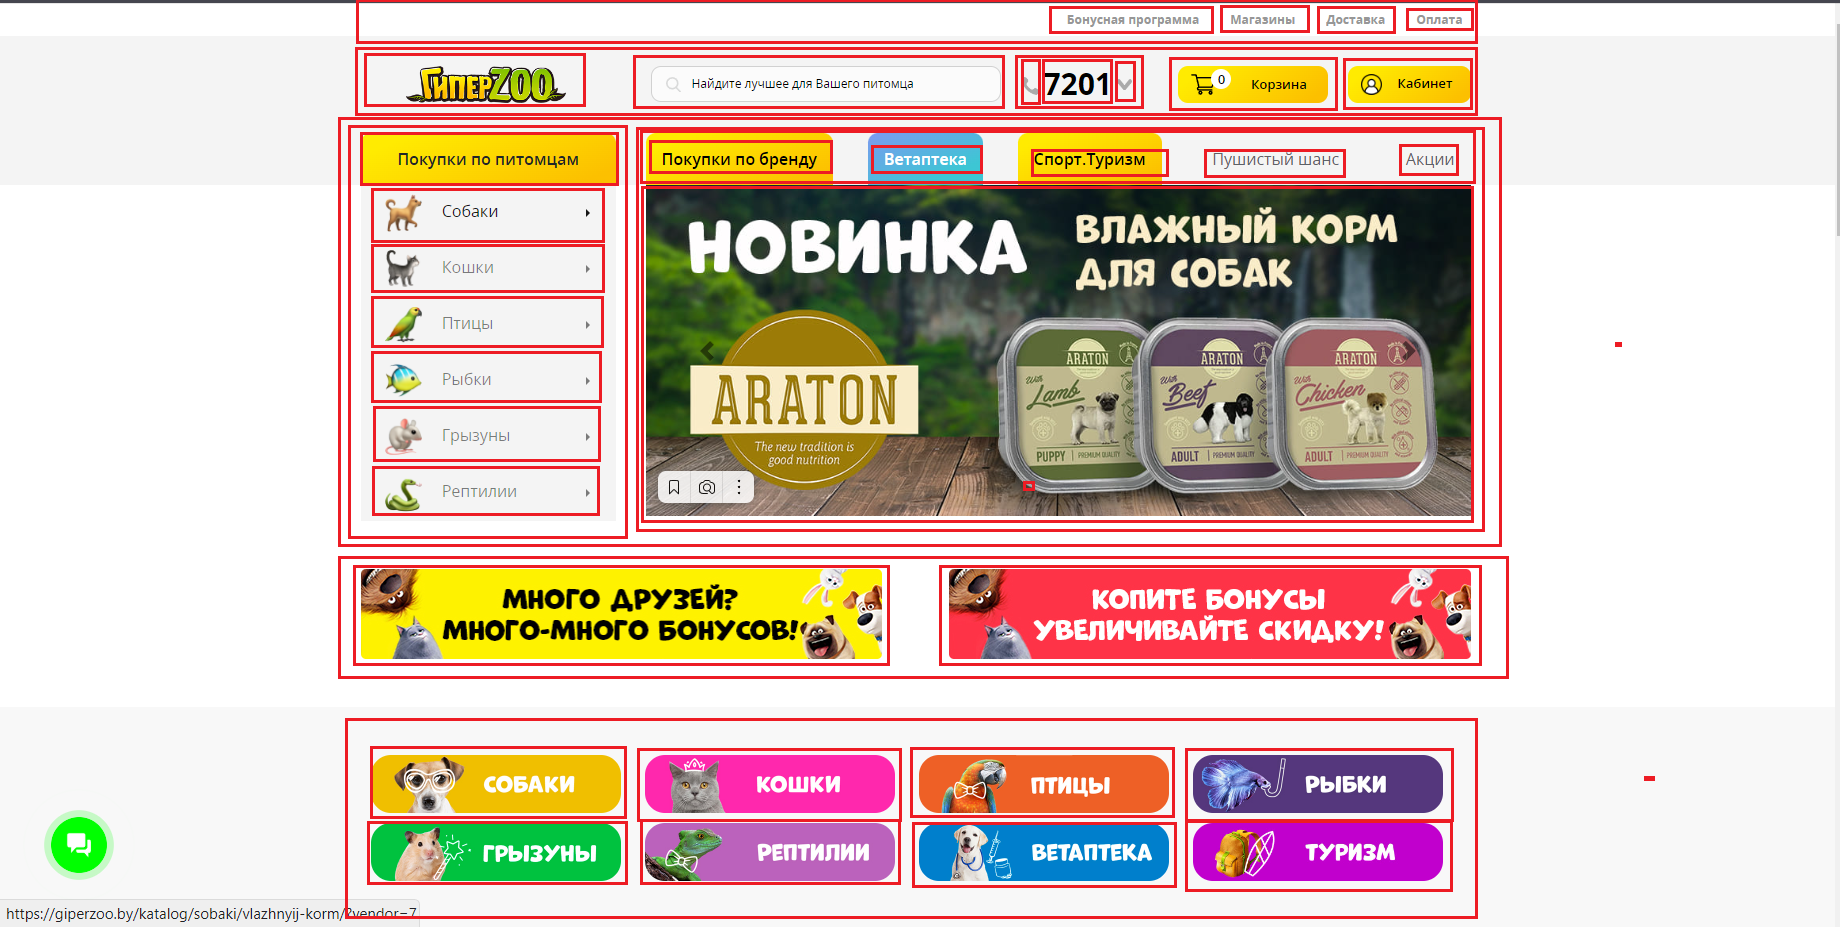 Бонусная программа
Магазины
Доставка
Оплата
ГиперZOO
Найдите лучшее для Вашего питомца
7201
0
Корзина
Кабинет
Покупки по питомцам
Покупки по бренду
Ветаптека
Спорт.Туризм
Пушистый шанс
Акции
Собаки
Кошки
Птицы
Рыбки
Грызуны
Рептилии
НОВИНКА
ВЛАЖНЫЙ КОРМ
ДЛЯ СОБАК
ARATON
The new tradition is
good nutrition
ARATON
With
Lamb
PUPPY
PREMIUM QUALITY
ARATON
With
Beef
ADULT
PREMIUM QUALITY
ARATON
With
Chicken
ADULT
PREMIUM QUALITY
МНОГО ДРУЗЕЙ?
МНОГО-МНОГО БОНУСОВ!
КОПИТЕ БОНУСЫ
УВЕЛИЧИВАЙТЕ СКИДКУ!
СОБАКИ
КОШКИ
ПТИЦЫ
РЫБКИ
ГРЫЗУНЫ
РЕПТИЛИИ
ВЕТАПТЕКА
ТУРИЗМ
https://giperzoo.by/katalog/sobaki/vlazhnyij-korm/?vendor=7